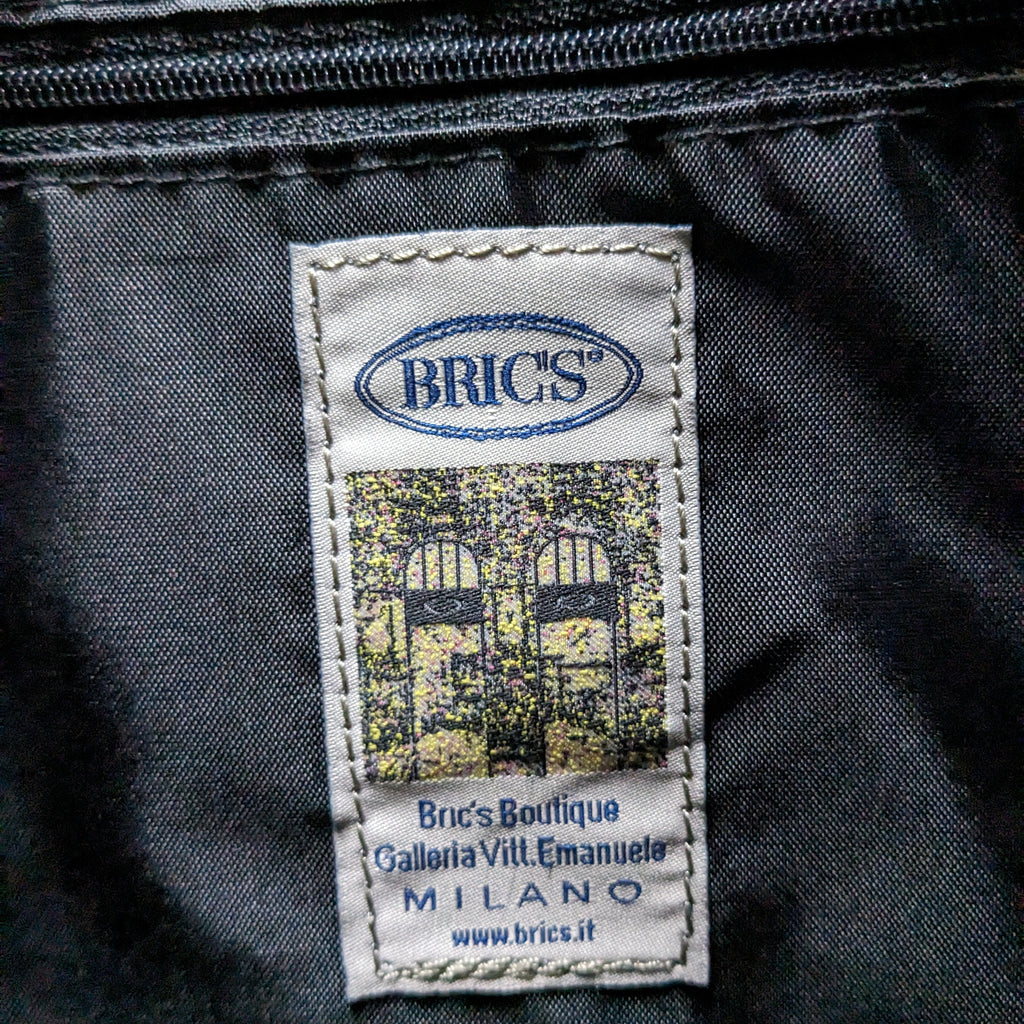 BRIC'S®
Bric's Boutique
Galleria Vitt.Emanuele
MILANO
www.brics.it